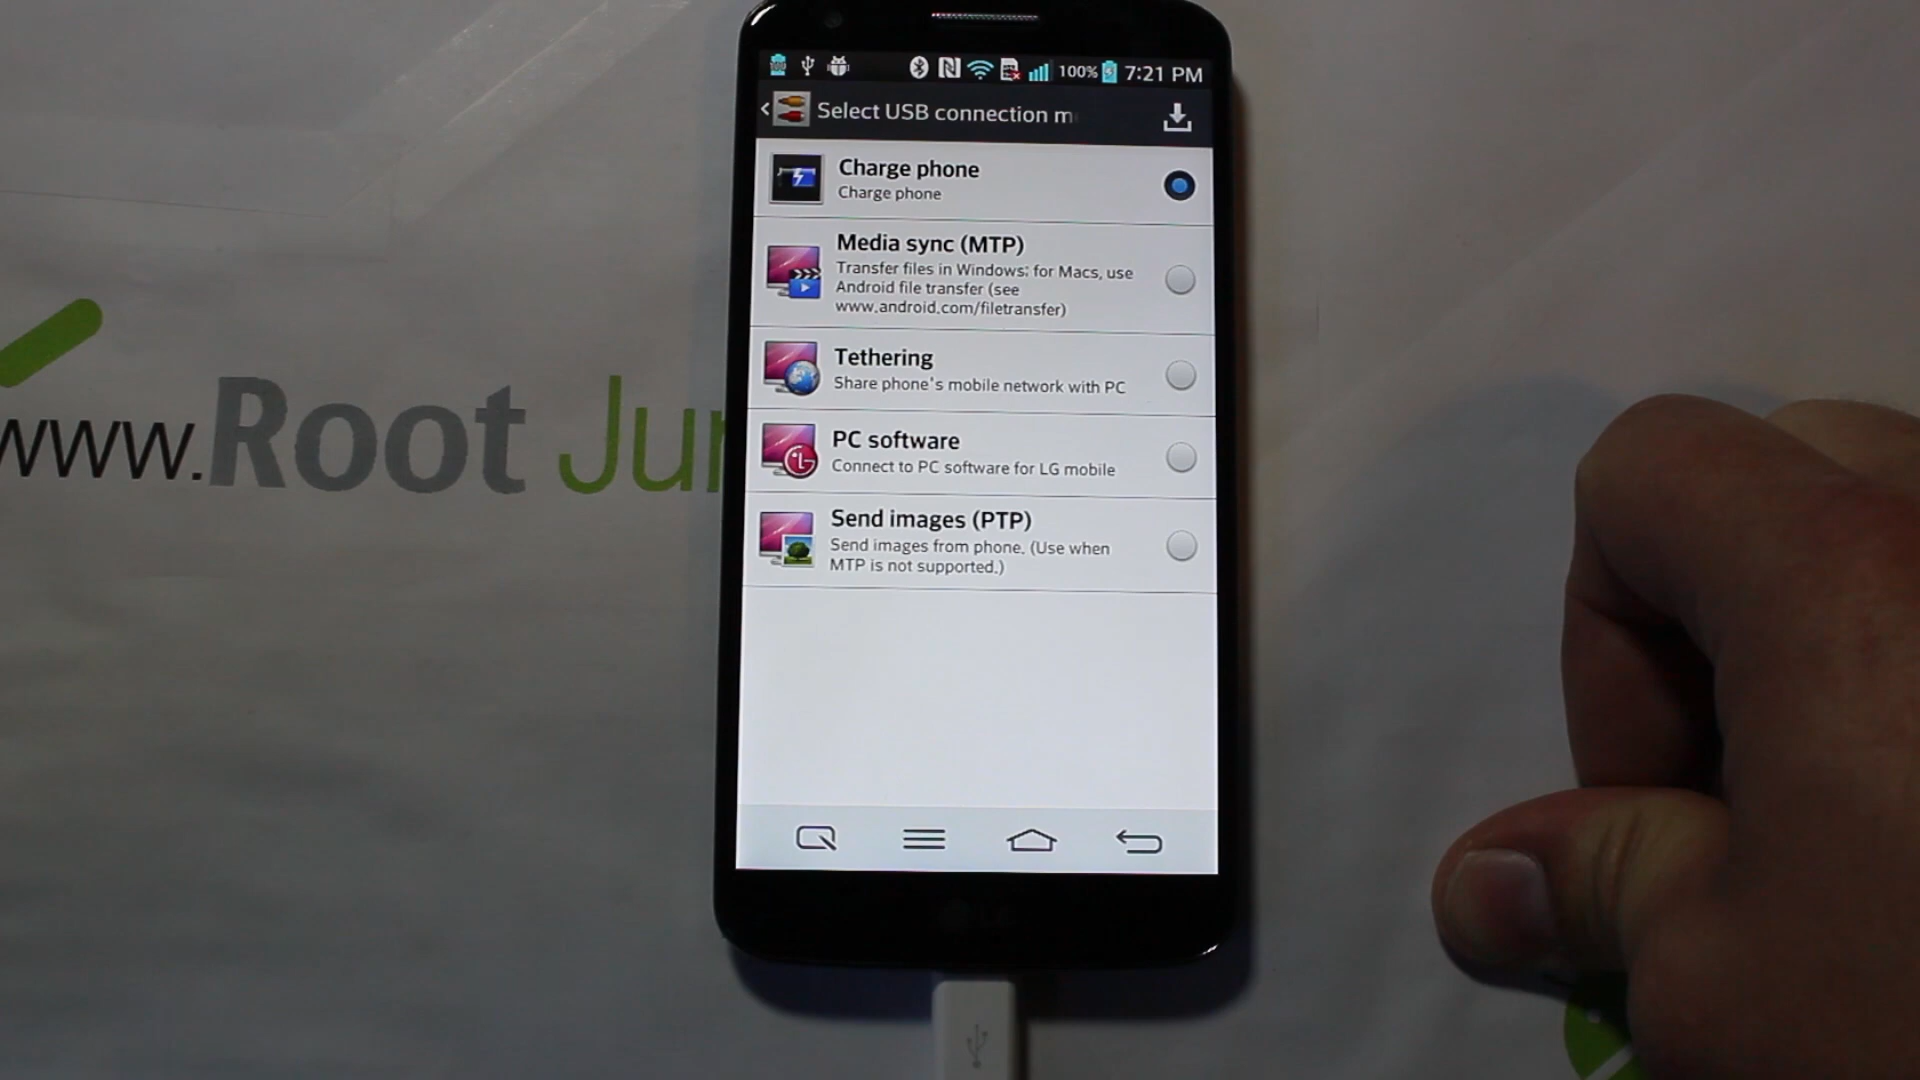 100% 7:21 PM
Select USB connection m
Charge phone
Charge phone
Media sync (MTP)
Transfer files in Windows; for Macs, use
Android file transfer (see
www.android.com/filetransfer)
Tethering
Share phone's mobile network with PC
PC software
Connect to PC software for LG mobile
Send images (PTP)
Send images from phone. (Use when
MTP is not supported.)
www.Root Jun